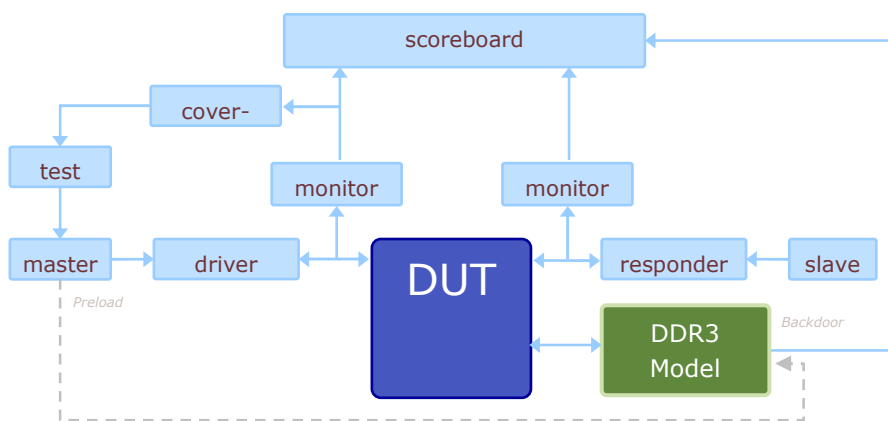 scoreboard
cover-
test
monitor
monitor
master
driver
DUT
responder
slave
Preload
DDR3
Model
Backdoor